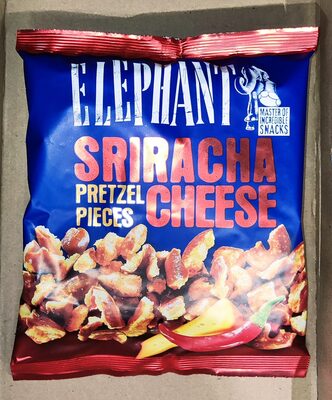 ELEPHANT
MASTER OF
INCREDIBLE
SNACKS
SRIRACHA
PRETZEL
PIECES
CHEESE